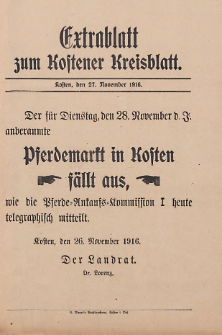 Extrablatt
zum Kostener Kreisblatt.
Kosten, den 27. November 1916.
Der für Dienstag, den 28. November d. J.
anberaumte
Pferdemarkt in Kosten
fällt aus,
wie die Pferde-Ankaufs-Kommission I heute
telegraphisch mitteilt.
Kosten, den 26. November 1916.
Der Landrat.
Dr. Lorenz.